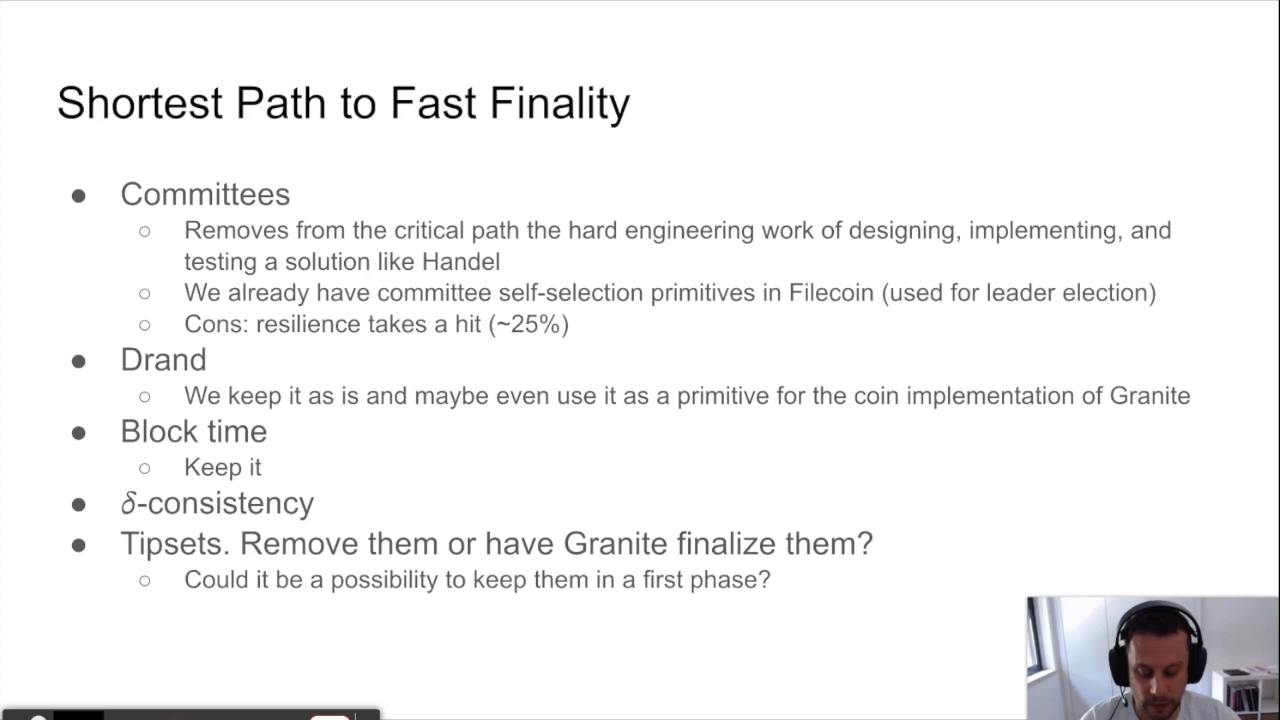 Shortest Path to Fast Finality
● Committees
○ Removes from the critical path the hard engineering work of designing, implementing, and
testing a solution like Handel
○ We already have committee self-selection primitives in Filecoin (used for leader election)
○ Cons: resilience takes a hit (~25%)
● Drand
○ We keep it as is and maybe even use it as a primitive for the coin implementation of Granite
● Block time
○ Keep it
● δ-consistency
● Tipsets. Remove them or have Granite finalize them?
○ Could it be a possibility to keep them in a first phase?